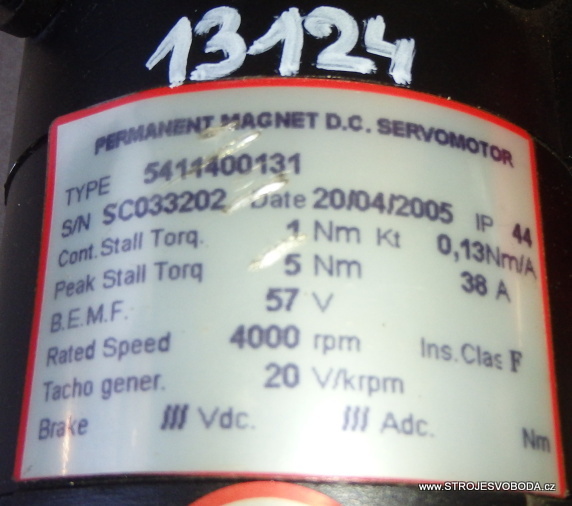 13124
PERMANENT MAGNET D.C. SERVOMOTOR
TYPE 5411400131
S/N SC033202 Date 20/04/2005 IP 44
Cont.Stall Torq. 1 Nm Kt 0,13Nm/A
Peak Stall Torq 5 Nm 38 A
B.E.M.F. 57 V
Rated Speed 4000 rpm Ins.Clas F
Tacho gener. 20 V/krpm
Brake Vdc. Adc. Nm
www.STROJESVOBODA.cz